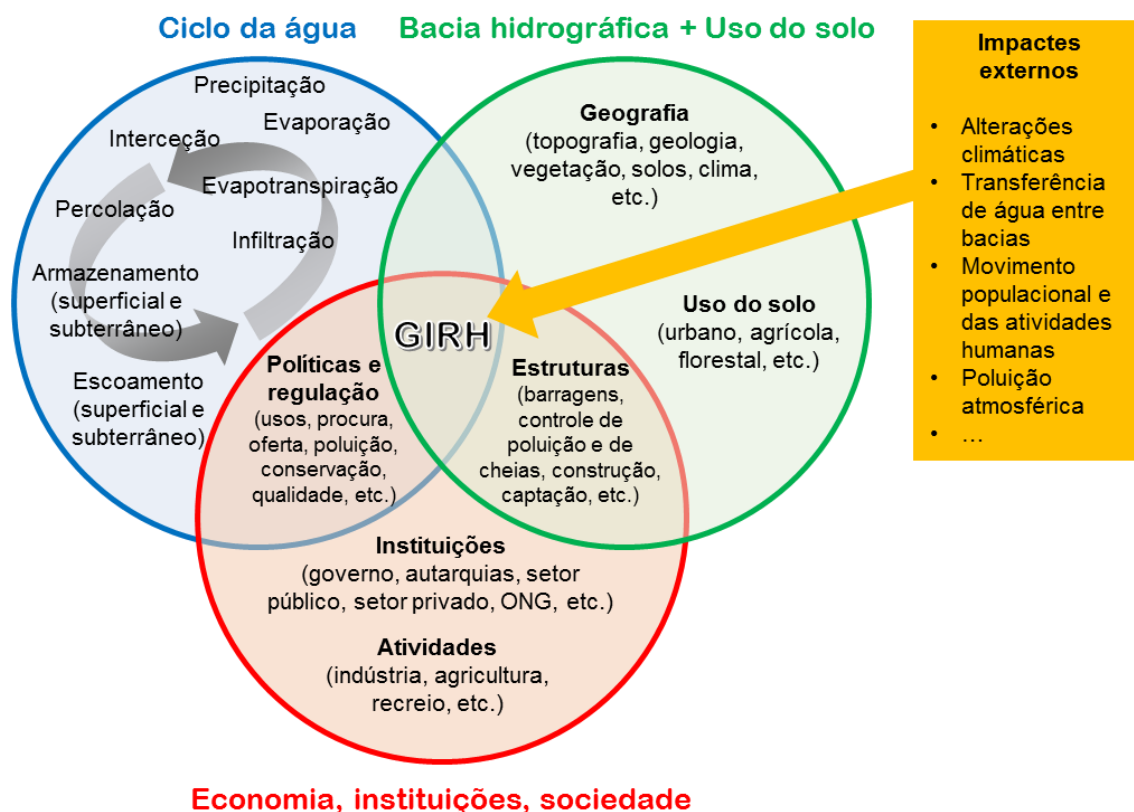 Ciclo da água
Bacia hidrográfica + Uso do solo
Precipitação
Evaporação
Interceção
Evapotranspiração
Percolação
Infiltração
Armazenamento
(superficial e
subterrâneo)
Escoamento
(superficial e
subterrâneo)
Geografia
(topografia, geologia,
vegetação, solos, clima,
etc.)
Uso do solo
(urbano, agrícola,
florestal, etc.)
GIRH
Políticas e
regulação
(usos, procura,
oferta, poluição,
conservação,
qualidade, etc.)
Estruturas
(barragens,
controle de
poluição e de
cheias, construção,
captação, etc.)
Instituições
(governo, autarquias, setor
público, setor privado, ONG, etc.)
Atividades
(indústria, agricultura,
recreio, etc.)
Economia, instituições, sociedade
Impactes
externos
• Alterações
climáticas
• Transferência
de água entre
bacias
• Movimento
populacional e
das atividades
humanas
• Poluição
atmosférica
• …